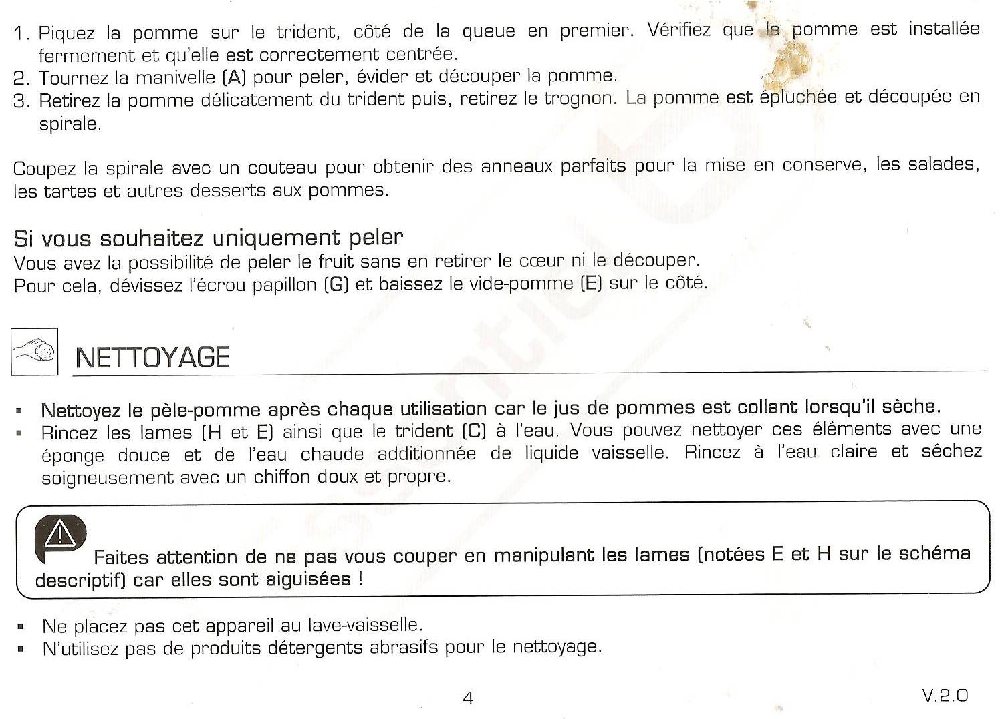 1. Piquez la pomme sur le trident, côté de la queue en premier. Vérifiez que la pomme est installée
fermement et qu'elle est correctement centrée.
2. Tournez la manivelle (A) pour peler, évider et découper la pomme.
3. Retirez la pomme délicatement du trident puis, retirez le trognon. La pomme est épluchée et découpée en
spirale.
Coupez la spirale avec un couteau pour obtenir des anneaux parfaits pour la mise en conserve, les salades,
les tartes et autres desserts aux pommes.
Si vous souhaitez uniquement peler
Vous avez la possibilité de peler le fruit sans en retirer le cœur ni le découper.
Pour cela, dévissez l'écrou papillon (G) et baissez le vide-pomme (E) sur le côté.
NETTOYAGE
▪ Nettoyez le pèle-pomme après chaque utilisation car le jus de pommes est collant lorsqu'il sèche.
▪ Rincez les lames (H et E) ainsi que le trident (C) à l'eau. Vous pouvez nettoyer ces éléments avec une
éponge douce et de l'eau chaude additionnée de liquide vaisselle. Rincez à l'eau claire et séchez
soigneusement avec un chiffon doux et propre.
Faites attention de ne pas vous couper en manipulant les lames (notées E et H sur le schéma
descriptif) car elles sont aiguisées !
▪ Ne placez pas cet appareil au lave-vaisselle.
▪ N'utilisez pas de produits détergents abrasifs pour le nettoyage.
4
V.2.0